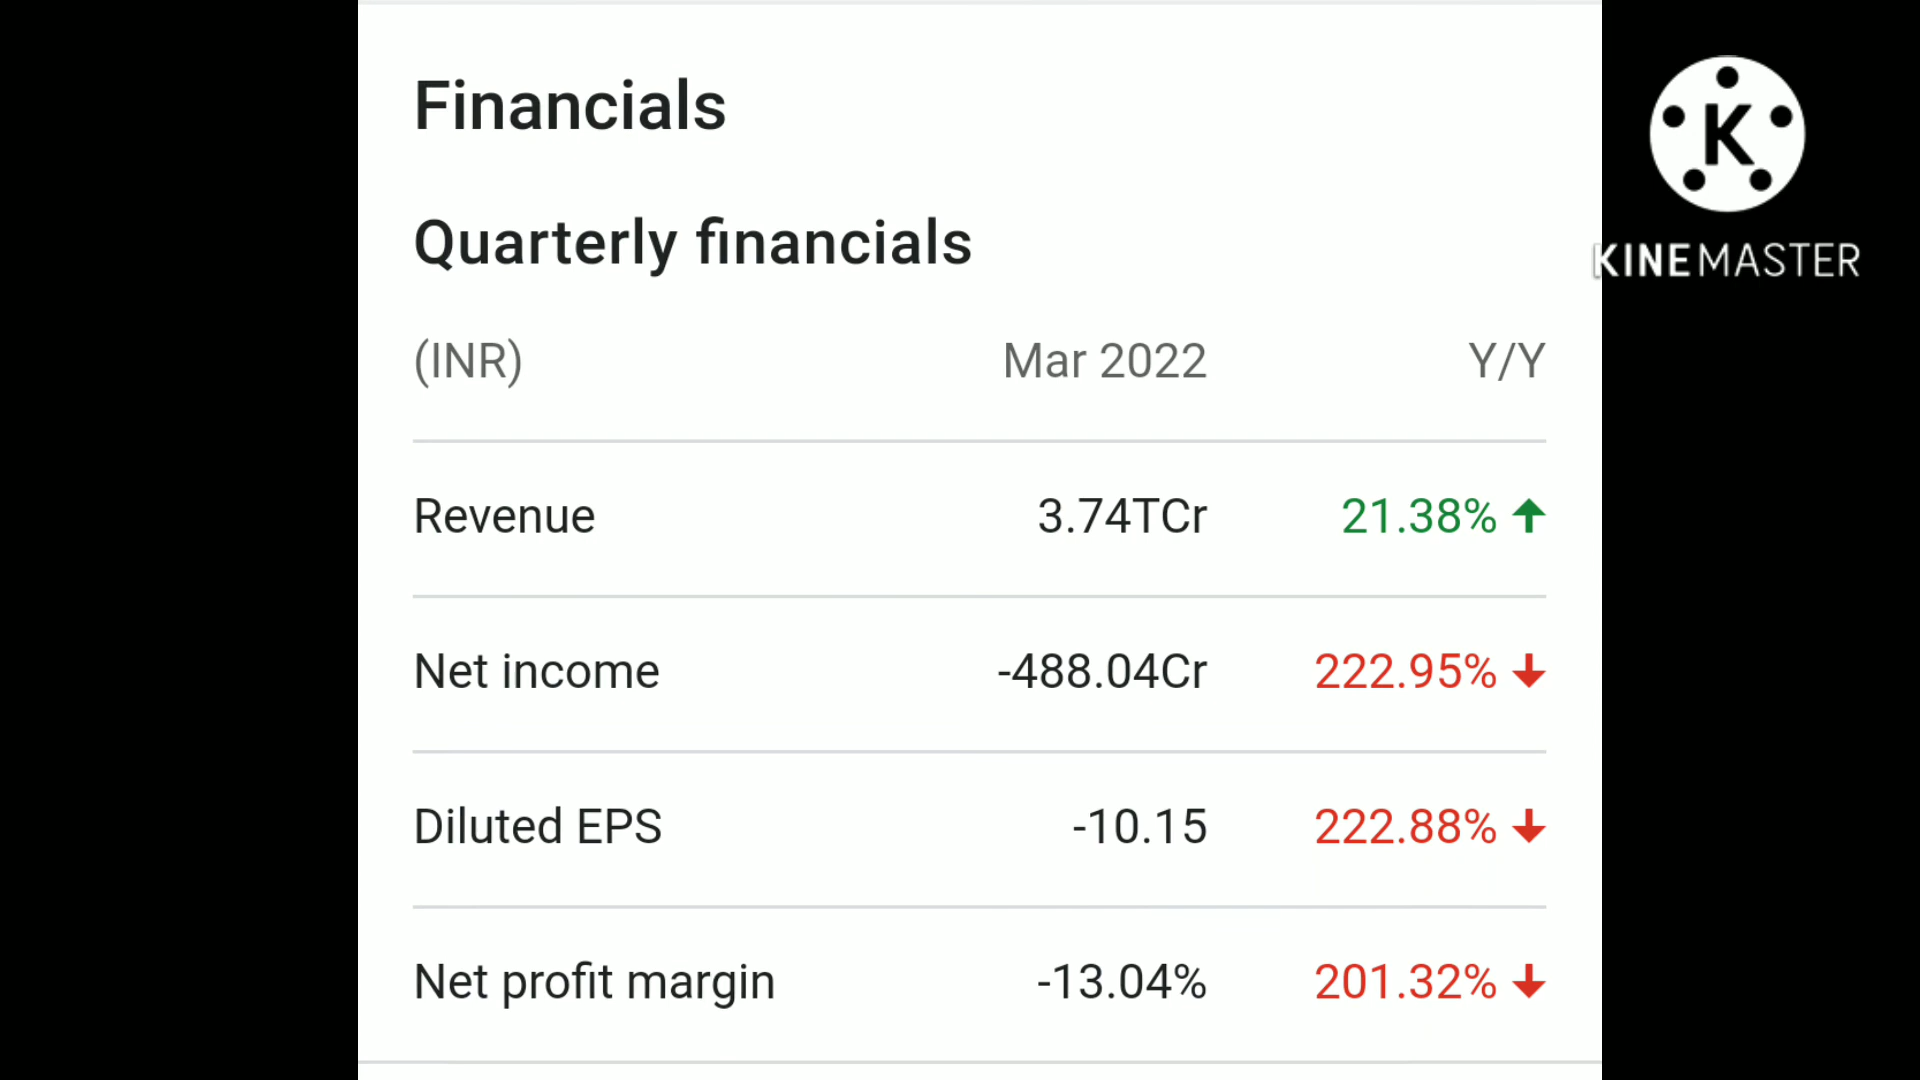 Financials
Quarterly financials
(INR) Mar 2022 Y/Y
Revenue 3.74TCr 21.38%
Net income -488.04Cr 222.95%
Diluted EPS -10.15 222.88%
Net profit margin -13.04% 201.32%
K
KINEMASTER